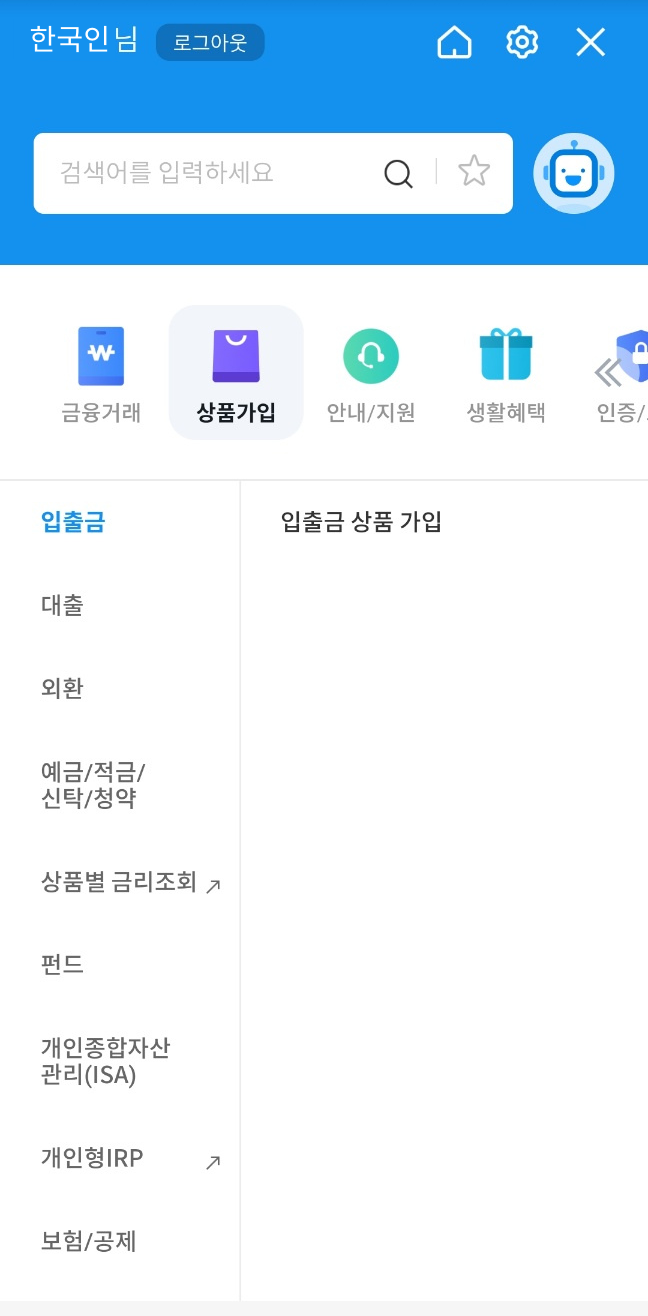 한국인님 로그아웃
검색어를 입력하세요
금융거래 상품가입 안내/지원 생활혜택 인증/
입출금
입출금 상품 가입
대출
외환
예금/적금/
신탁/청약
상품별 금리조회
펀드
개인종합자산
관리(ISA)
개인형IRP
보험/공제